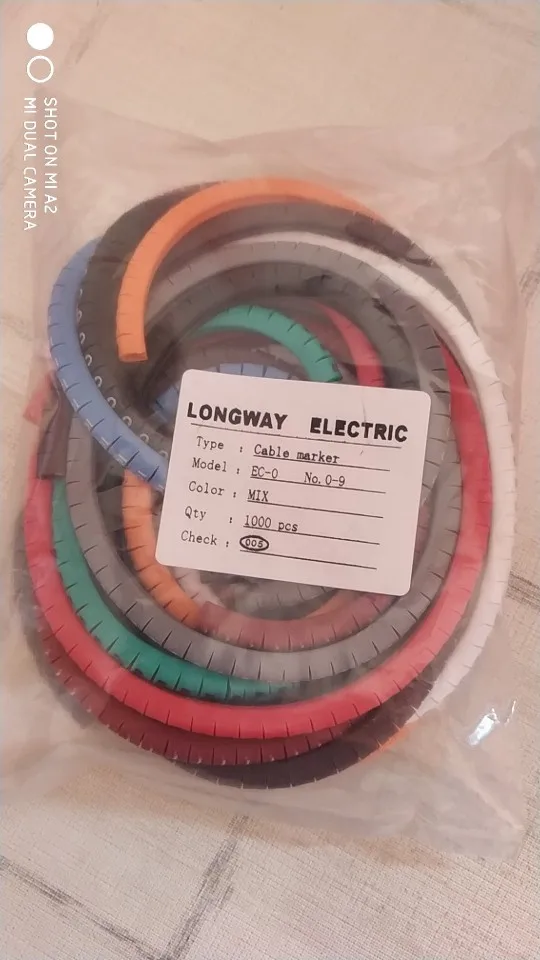 SHOT ON MI A2
MI DUAL CAMERA
LONGWAY ELECTRIC
Type : Cable marker
Model : EC-0 No. 0-9
Color : MIX
Qty : 1000 pcs
Check : 005